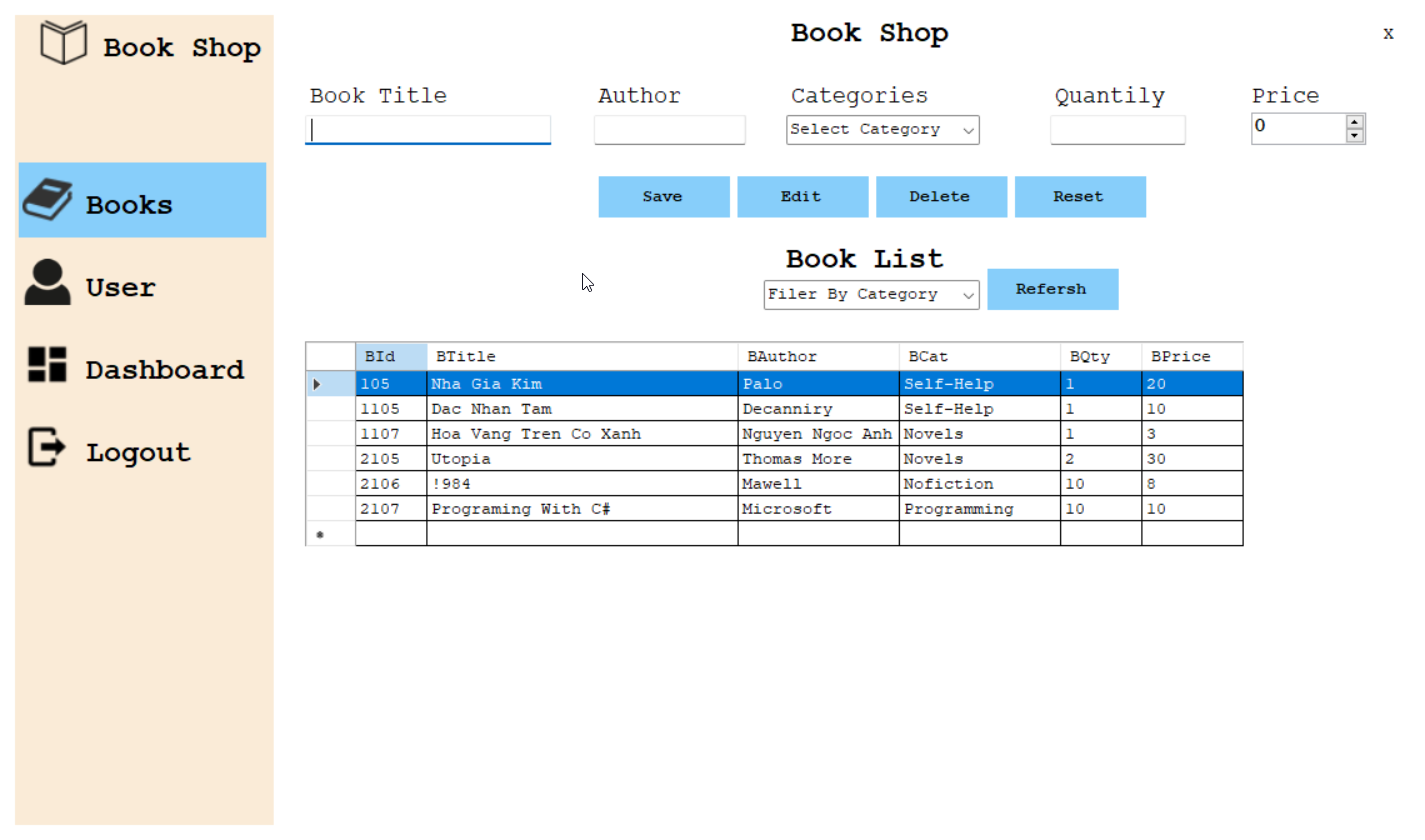 Book Shop
Book Shop
x
Book Title Author Categories Quantily Price
Select Category 0
Save Edit Delete Reset
Books
User
Dashboard
Logout
Book List
Filer By Category Refersh
BId BTitle BAuthor BCat BQty BPrice
105 Nha Gia Kim Palo Self-Help 1 20
1105 Dac Nhan Tam Decanniry Self-Help 1 10
1107 Hoa Vang Tren Co Xanh Nguyen Ngoc Anh Novels 1 3
2105 Utopia Thomas More Novels 2 30
2106 !984 Mawell Nofiction 10 8
2107 Programing With C# Microsoft Programming 10 10